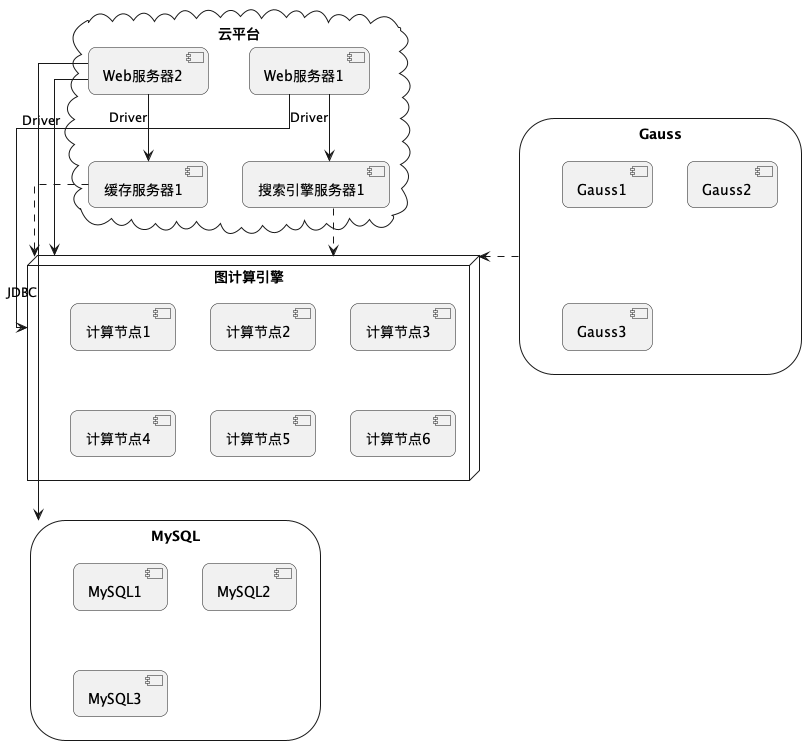 云平台
Web服务器2
Web服务器1
Driver
Driver
Driver
缓存服务器1
搜索引擎服务器1
Gauss
Gauss1
Gauss2
Gauss3
图计算引擎
JDBC
计算节点1
计算节点2
计算节点3
计算节点4
计算节点5
计算节点6
MySQL
MySQL1
MySQL2
MySQL3